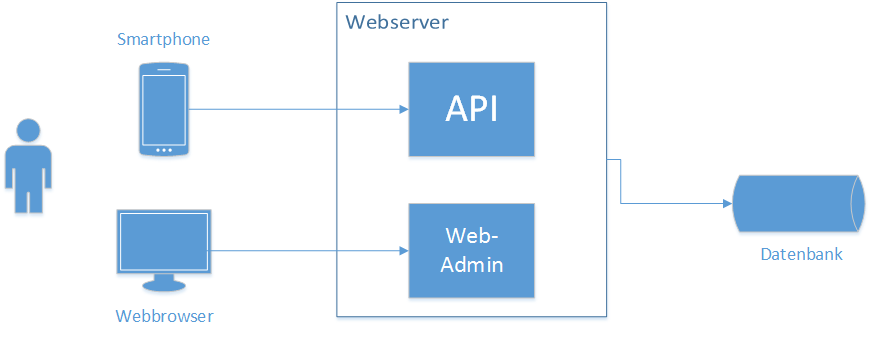 Webserver
Smartphone
API
Web-
Admin
Datenbank
Webbrowser